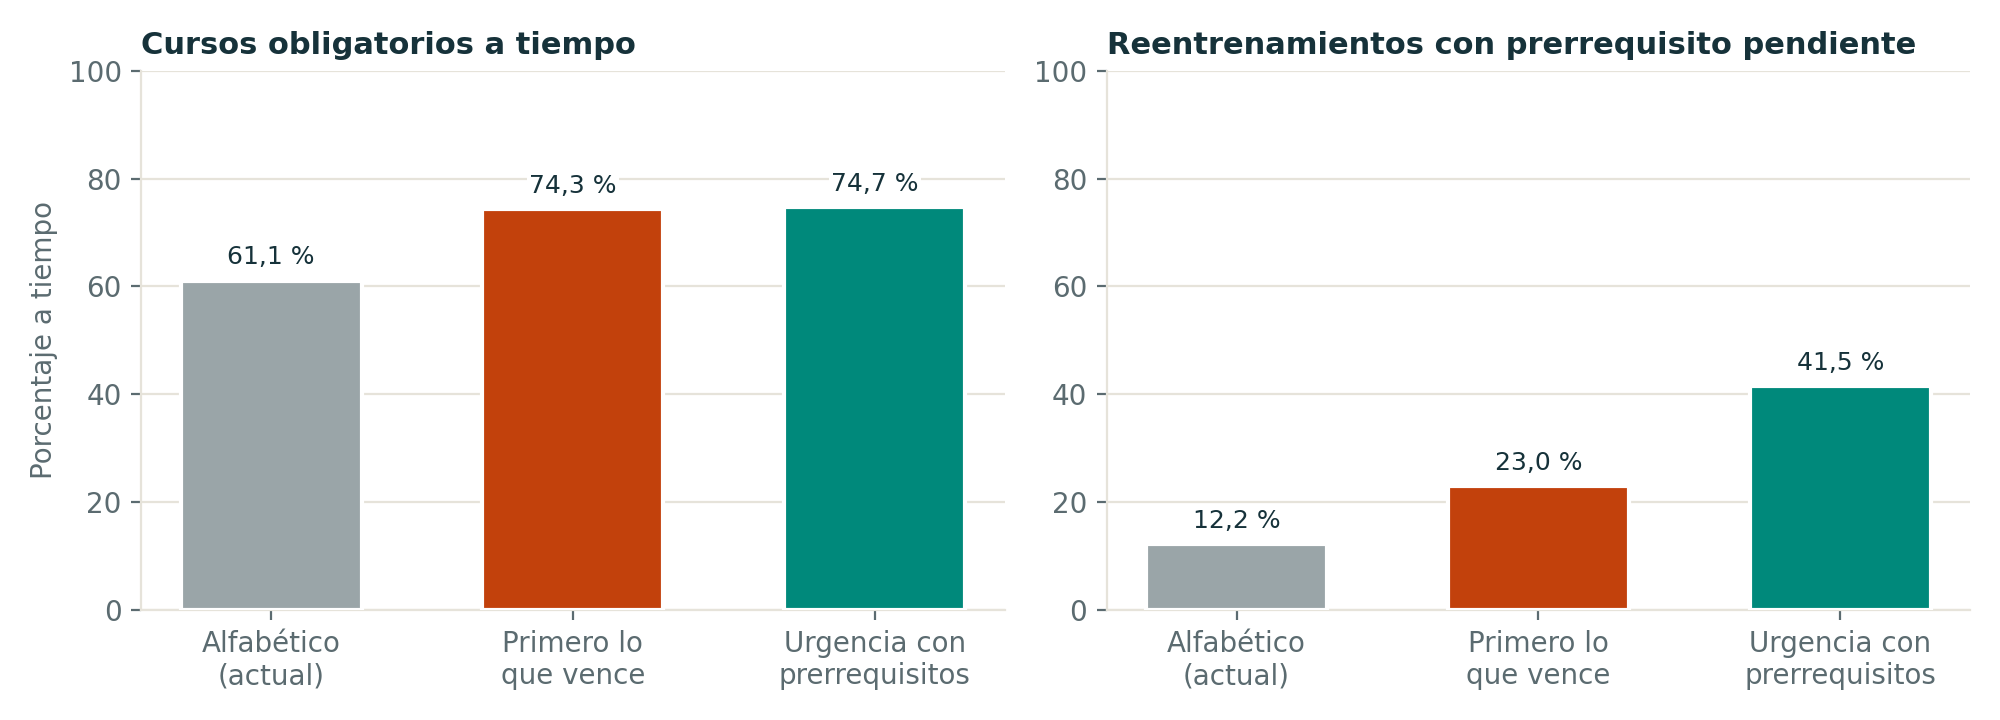 Cursos obligatorios a tiempo
Porcentaje a tiempo
100
80
60
40
20
0
61,1 %
74,3 %
74,7 %
Alfabético
(actual)
Primero lo
que vence
Urgencia con
prerrequisitos
Reentrenamientos con prerrequisito pendiente
100
80
60
40
20
0
12,2 %
23,0 %
41,5 %
Alfabético
(actual)
Primero lo
que vence
Urgencia con
prerrequisitos